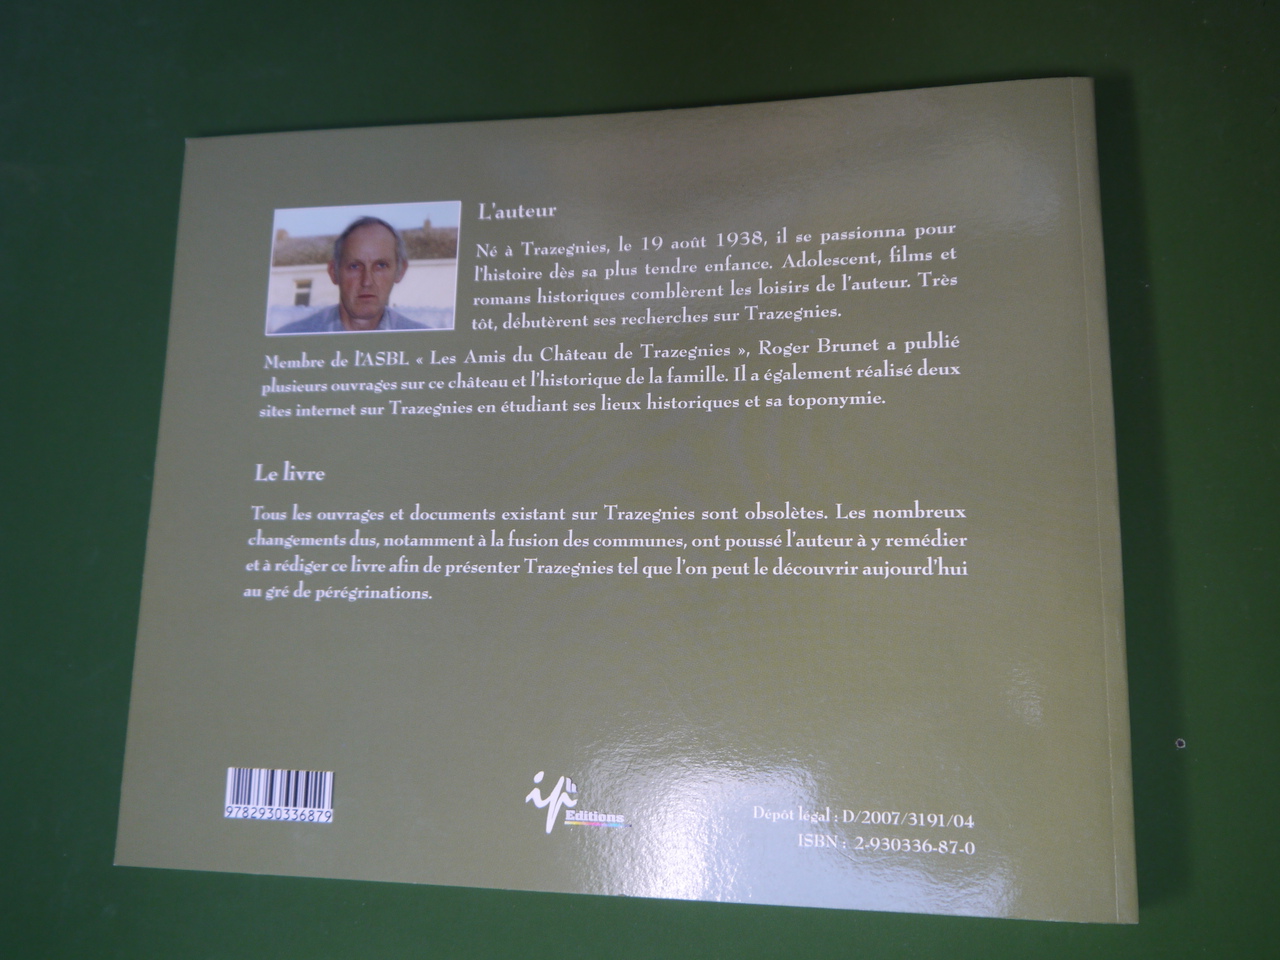 L'auteur
Né à Trazegnies, le 19 août 1938, il se passionna pour
l'histoire dès sa plus tendre enfance. Adolescent, films et
romans historiques comblèrent les loisirs de l'auteur. Très
tôt, débutèrent ses recherches sur Trazegnies.
Membre de l'ASBL « Les Amis du Château de Trazegnies », Roger Brunet a publié
plusieurs ouvrages sur ce château et l'historique de la famille. Il a également réalisé deux
sites internet sur Trazegnies en étudiant ses lieux historiques et sa toponymie.
Le livre
Tous les ouvrages et documents existant sur Trazegnies sont obsolètes. Les nombreux
changements dus, notamment à la fusion des communes, ont poussé l'auteur à y remédier
et à rédiger ce livre afin de présenter Trazegnies tel que l'on peut le découvrir aujourd'hui
au gré de pérégrinations.
9782930336879
Editions
Dépôt légal : D/2007/3191/04
ISBN : 2-930336-87-0